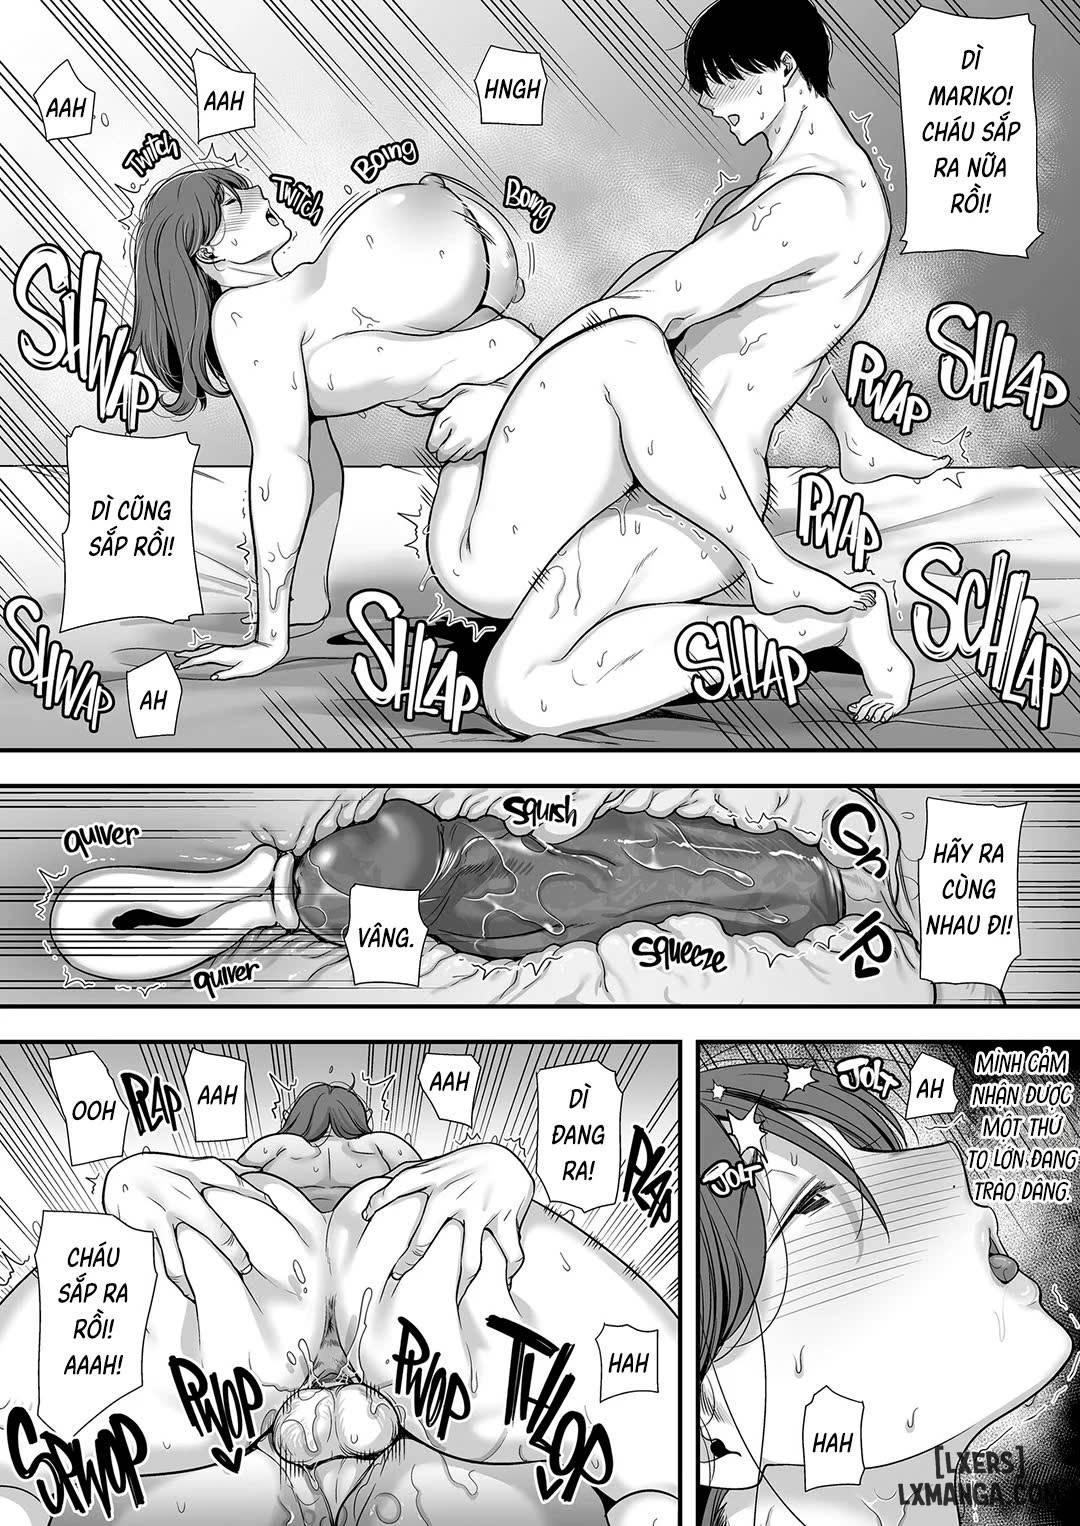 DÌ
MARIKO!
CHÁU SẮP
RA NỮA
RỒI!
HNGH
AAH
AAH
TWITCH
TWITCH
BOING
BOING
SHWAP
SHLAP
PWAP
PWAP
DÌ CŨNG
SẮP RỒI!
SCHLAP
SHWAP
AH
SHLAP
SHLAP
HÃY RA
CÙNG
NHAU ĐI!
SQUISH
QUIVER
VÂNG.
SQUEEZE
GRIP
QUIVER
MÌNH CẢM
NHẬN ĐƯỢC
MỘT THỨ
TO LỚN ĐANG
TRÀO DÂNG.
AH
JOLT
JOLT
HAH
DÌ
ĐANG
RA!
AAH
AAH
OOH
PLAP
PLAP
CHÁU
SẮP RA
RỒI!
AAAH!
HAH
PWOP
PWOP
THLOP
SPWOP
[LXERS]
LXMANGA.COM